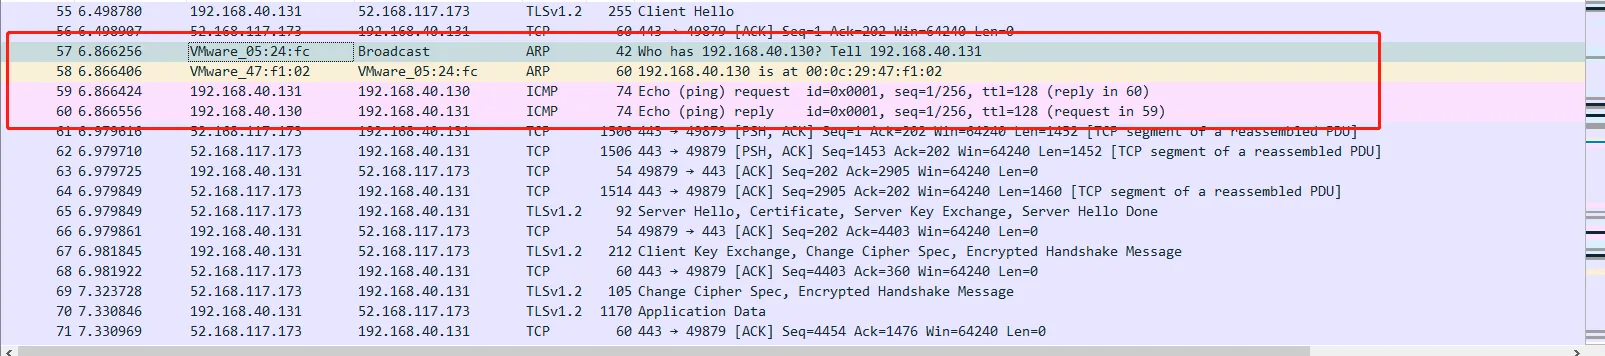 55 6.498780 192.168.40.131 52.168.117.173 TLSv1.2 255 Client Hello
56 6.498907 52.168.117.173 192.168.40.131 TCP 60 443 → 49879 [ACK] Seq=1 Ack=202 Win=64240 Len=0
57 6.866256 VMware_05:24:fc Broadcast ARP 42 Who has 192.168.40.130? Tell 192.168.40.131
58 6.866406 VMware_47:f1:02 VMware_05:24:fc ARP 60 192.168.40.130 is at 00:0c:29:47:f1:02
59 6.866424 192.168.40.131 192.168.40.130 ICMP 74 Echo (ping) request id=0x0001, seq=1/256, ttl=128 (reply in 60)
60 6.866556 192.168.40.130 192.168.40.131 ICMP 74 Echo (ping) reply id=0x0001, seq=1/256, ttl=128 (request in 59)
61 6.979616 52.168.117.173 192.168.40.131 TCP 1506 443 → 49879 [PSH, ACK] Seq=1 Ack=202 Win=64240 Len=1452 [TCP segment of a reassembled PDU]
62 6.979710 52.168.117.173 192.168.40.131 TCP 1506 443 → 49879 [PSH, ACK] Seq=1453 Ack=202 Win=64240 Len=1452 [TCP segment of a reassembled PDU]
63 6.979725 192.168.40.131 52.168.117.173 TCP 54 49879 → 443 [ACK] Seq=202 Ack=2905 Win=64240 Len=0
64 6.979849 52.168.117.173 192.168.40.131 TCP 1514 443 → 49879 [ACK] Seq=2905 Ack=202 Win=64240 Len=1460 [TCP segment of a reassembled PDU]
65 6.979849 52.168.117.173 192.168.40.131 TLSv1.2 92 Server Hello, Certificate, Server Key Exchange, Server Hello Done
66 6.979861 192.168.40.131 52.168.117.173 TCP 54 49879 → 443 [ACK] Seq=202 Ack=4403 Win=64240 Len=0
67 6.981845 192.168.40.131 52.168.117.173 TLSv1.2 212 Client Key Exchange, Change Cipher Spec, Encrypted Handshake Message
68 6.981922 52.168.117.173 192.168.40.131 TCP 60 443 → 49879 [ACK] Seq=4403 Ack=360 Win=64240 Len=0
69 7.323728 52.168.117.173 192.168.40.131 TLSv1.2 105 Change Cipher Spec, Encrypted Handshake Message
70 7.330846 192.168.40.131 52.168.117.173 TLSv1.2 1170 Application Data
71 7.330969 52.168.117.173 192.168.40.131 TCP 60 443 → 49879 [ACK] Seq=4454 Ack=1476 Win=64240 Len=0